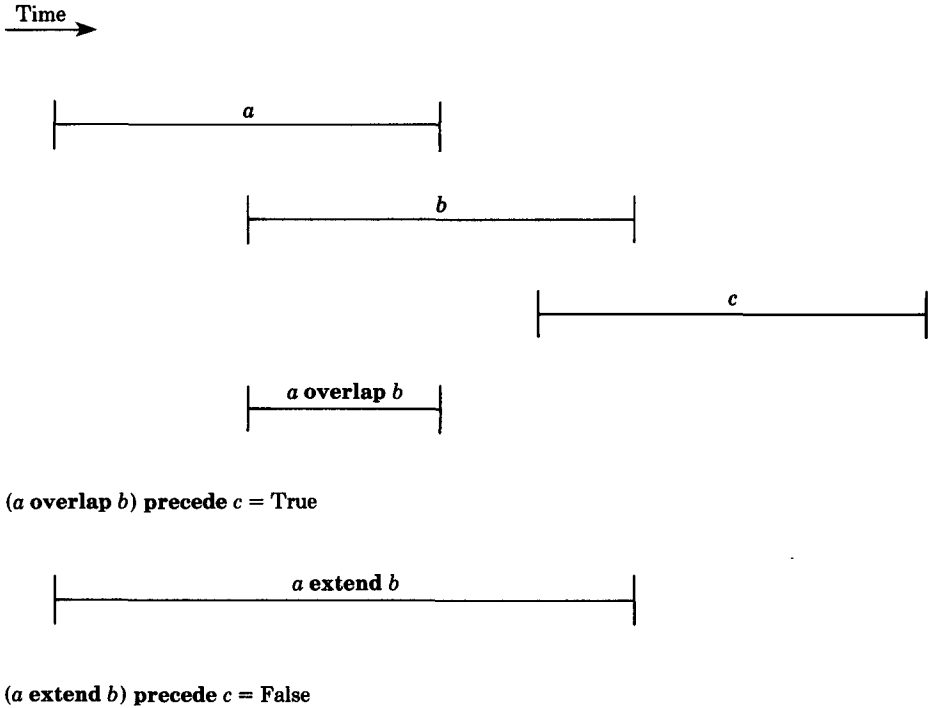 Time
a
b
c
a overlap b
(a overlap b) precede c = True
a extend b
(a extend b) precede c = False